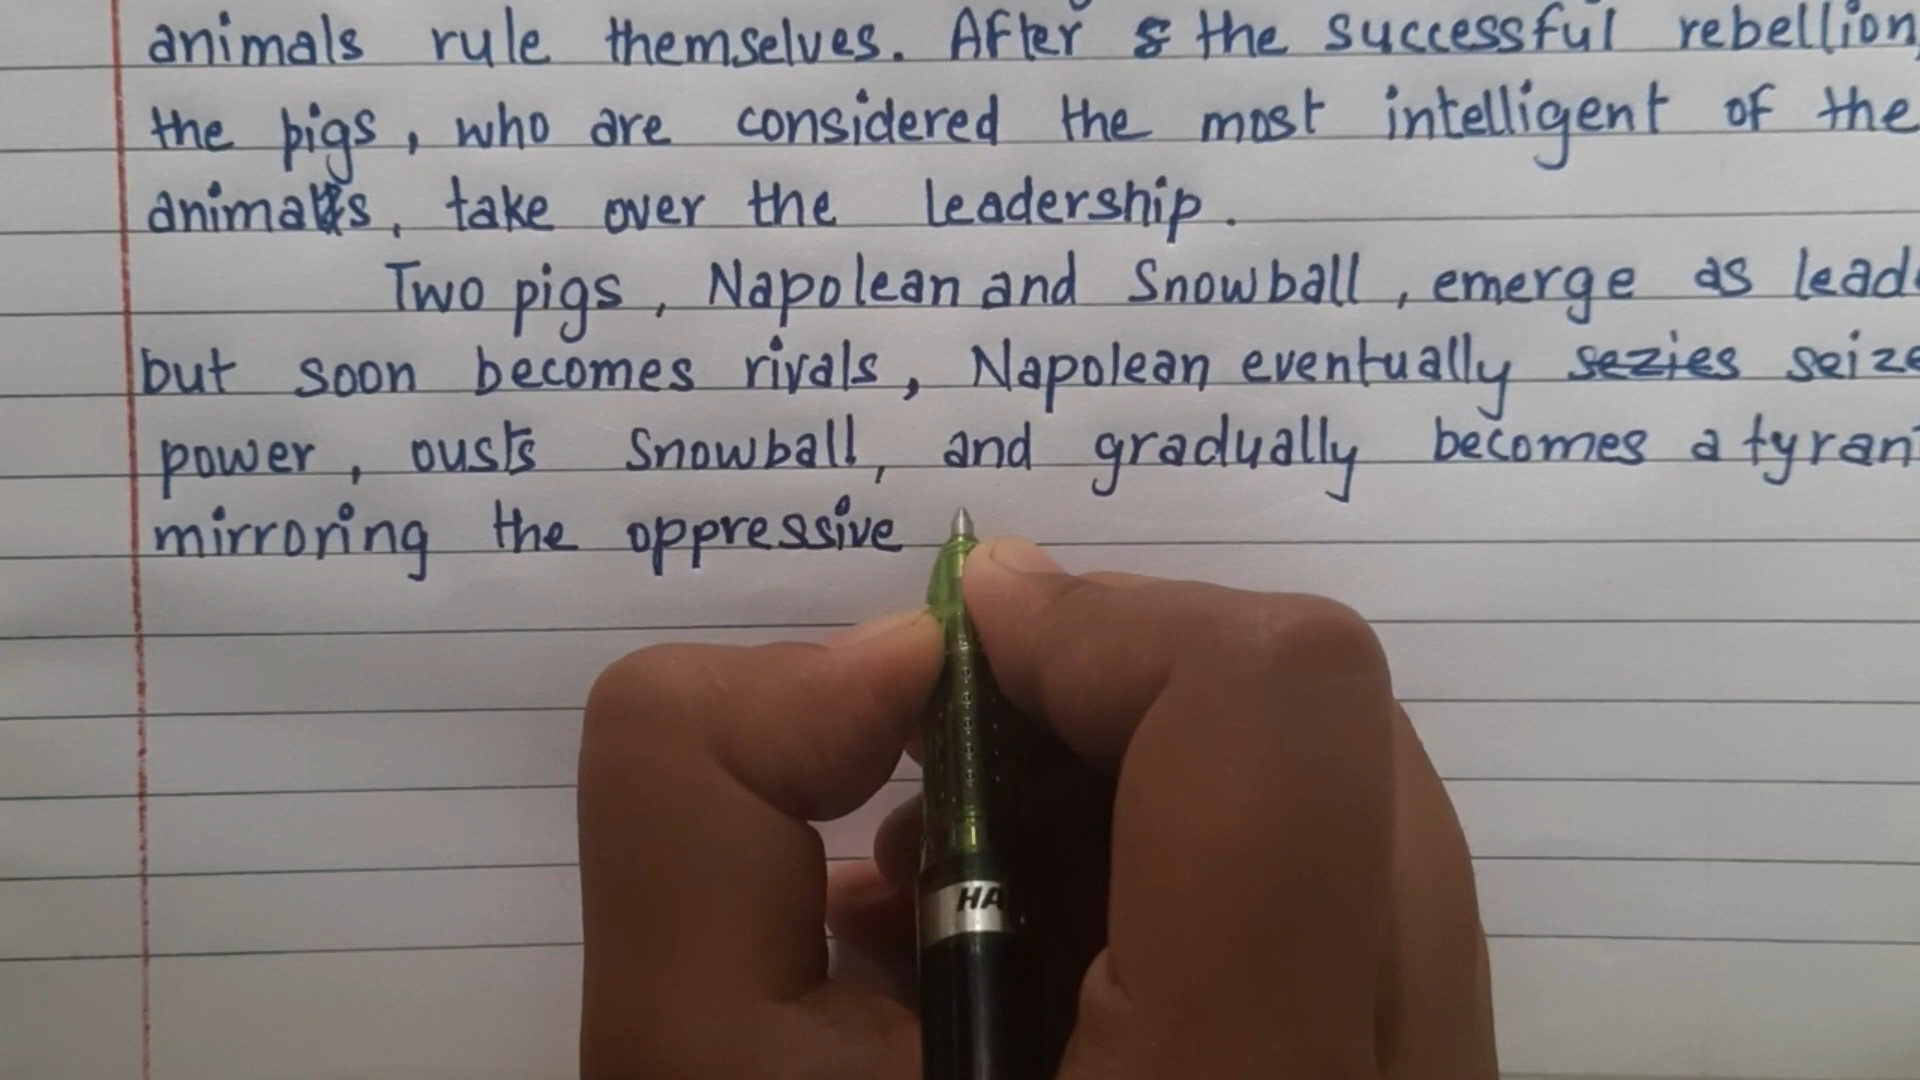 animals rule themselves. After the successful rebellion,
the pigs, who are considered the most intelligent of the
animals, take over the leadership.
Two pigs, Napolean and Snowball, emerge as lead
but soon becomes rivals, Napolean eventually sezies seize
power, ousts Snowball, and gradually becomes a tyrant
mirroring the oppressive
HA